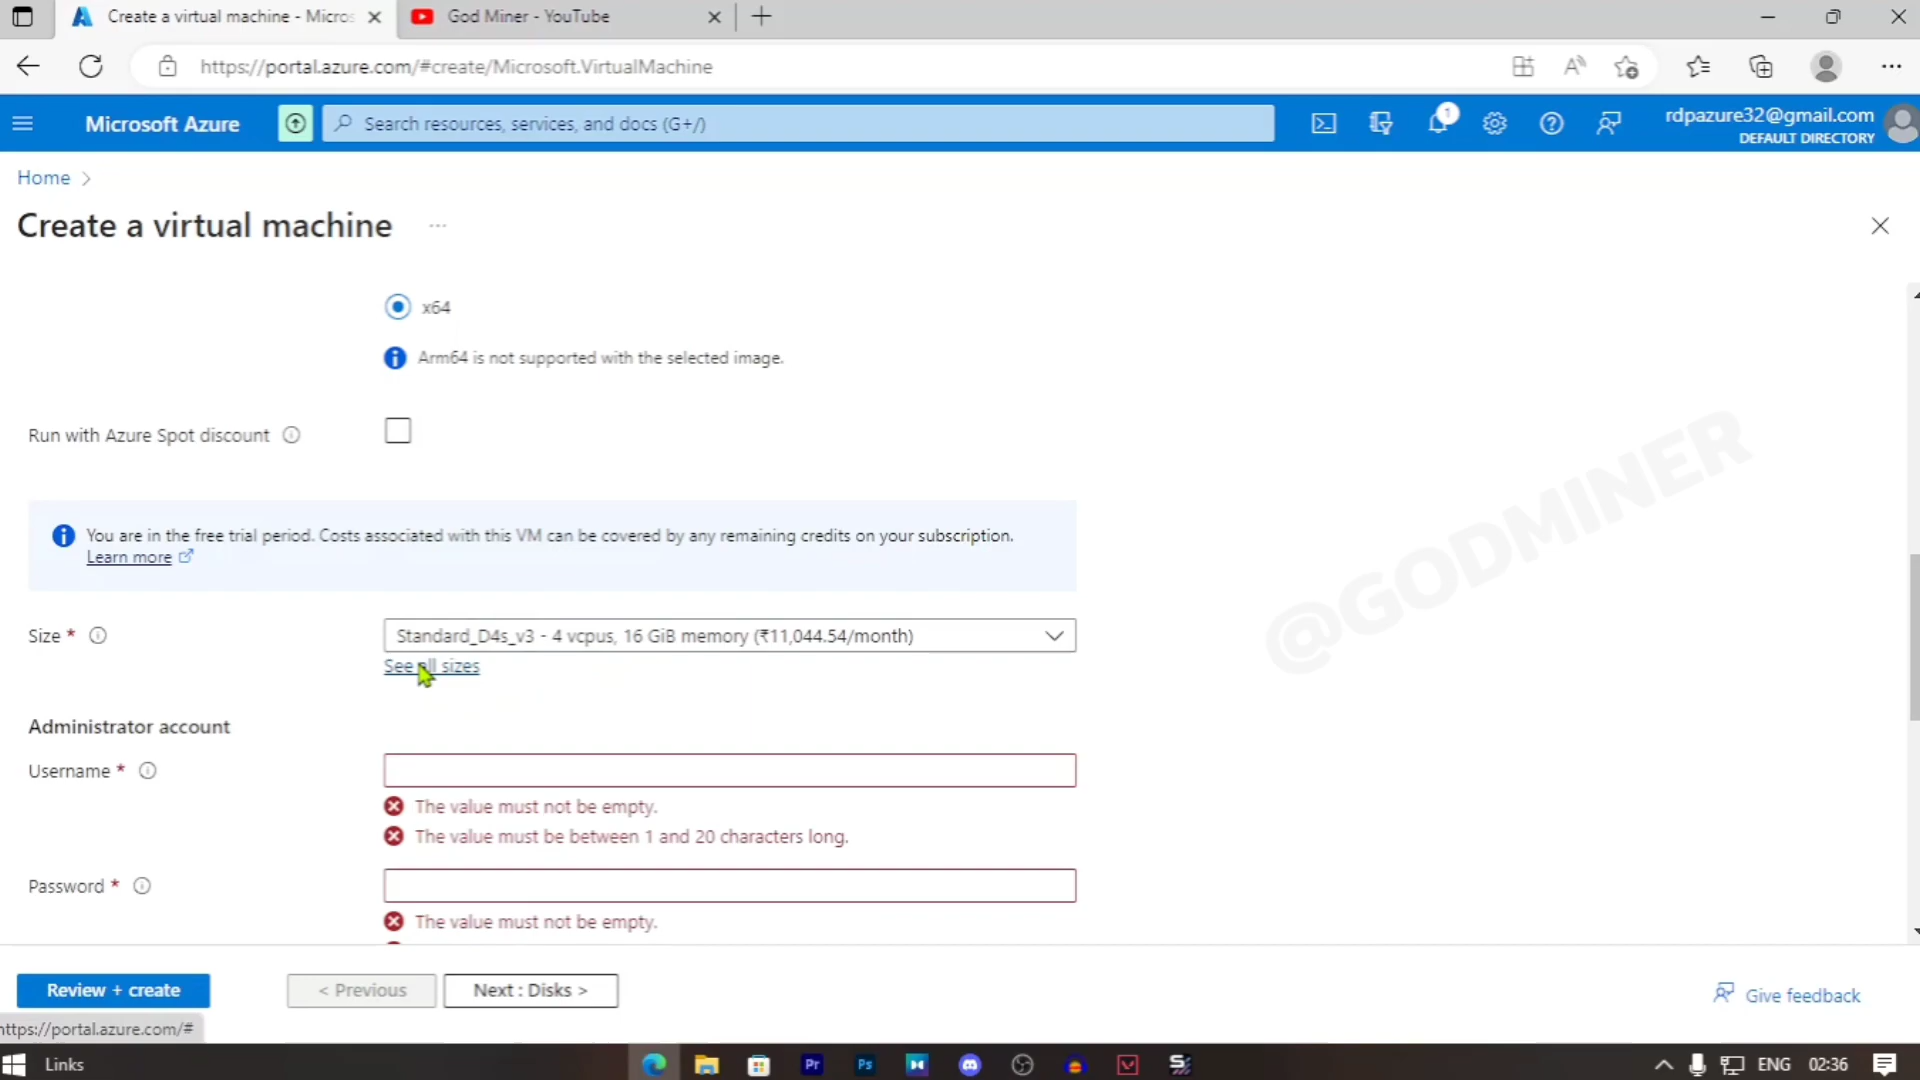 Create a virtual machine - Micros
God Miner - YouTube
https://portal.azure.com/#create/Microsoft.VirtualMachine
Microsoft Azure
Search resources, services, and docs (G+/)
1
rdpazure32@gmail.com
DEFAULT DIRECTORY
Home >
Create a virtual machine ...
x64
Arm64 is not supported with the selected image.
Run with Azure Spot discount
You are in the free trial period. Costs associated with this VM can be covered by any remaining credits on your subscription.
Learn more
@GODMINER
Size *
Standard_D4s_v3 - 4 vcpus, 16 GiB memory (₹11,044.54/month)
See all sizes
Administrator account
Username *
The value must not be empty.
The value must be between 1 and 20 characters long.
Password *
The value must not be empty.
Review + create
< Previous
Next : Disks >
Give feedback
https://portal.azure.com/#
Links
Pr
Ps
ENG
02:36